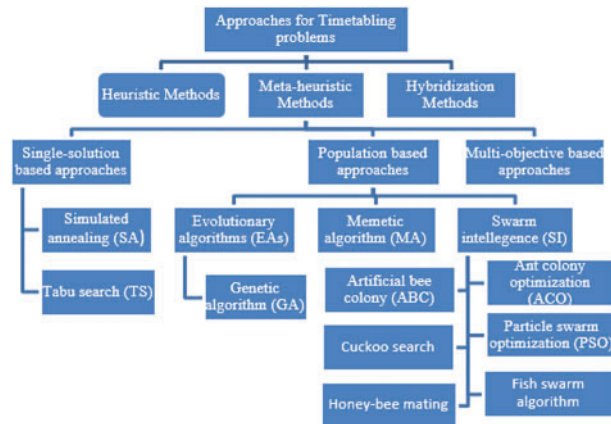 Approaches for Timetabling
problems
Heuristic Methods
Meta-heuristic
Methods
Hybridization
Methods
Single-solution
based approaches
Population based
approaches
Multi-objective based
approaches
Simulated
annealing (SA)
Evolutionary
algorithms (EAs)
Memetic
algorithm (MA)
Swarm
intellegence (SI)
Tabu search (TS)
Genetic
algorithm (GA)
Artificial bee
colony (ABC)
Ant colony
optimization
(ACO)
Cuckoo search
Particle swarm
optimization (PSO)
Honey-bee mating
Fish swarm
algorithm